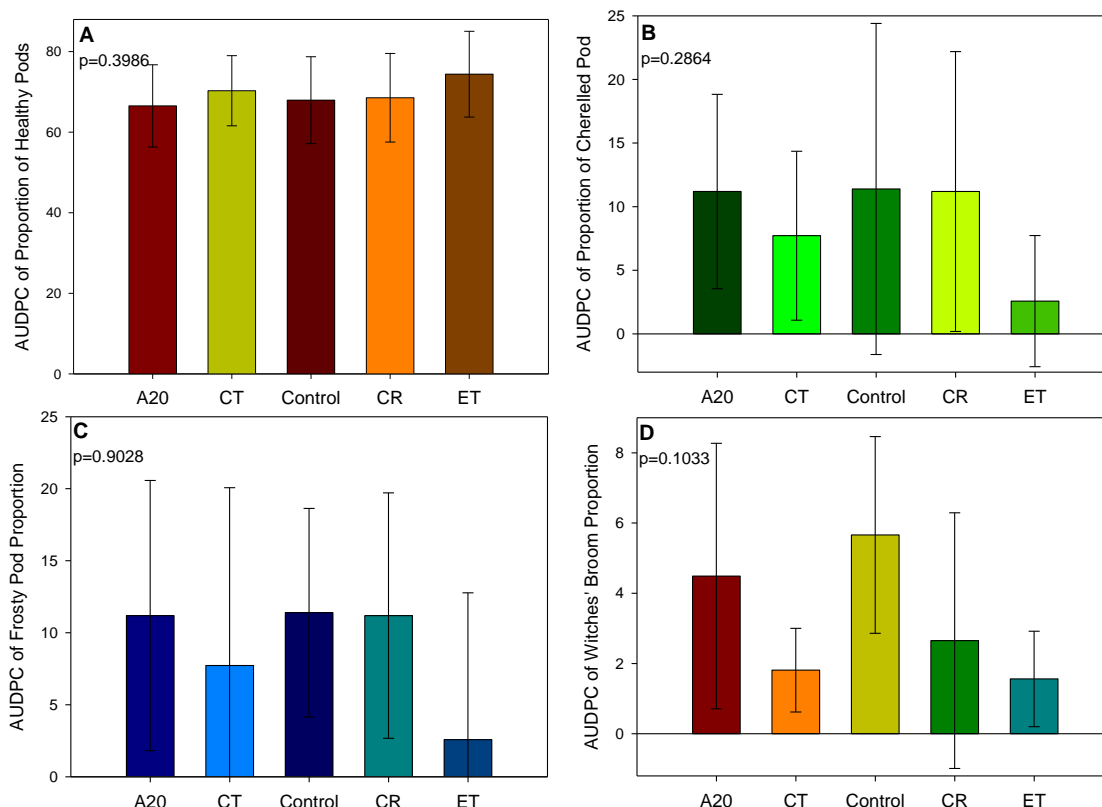 A
p=0.3986
AUDPC of Proportion of Healthy Pods
80
60
40
20
0
A20 CT Control CR ET
B
p=0.2864
AUDPC of Proportion of Cherelled Pod
25
20
15
10
5
0
A20 CT Control CR ET
C
p=0.9028
AUDPC of Frosty Pod Proportion
25
20
15
10
5
0
A20 CT Control CR ET
D
p=0.1033
AUDPC of Witches' Broom Proportion
8
6
4
2
0
A20 CT Control CR ET